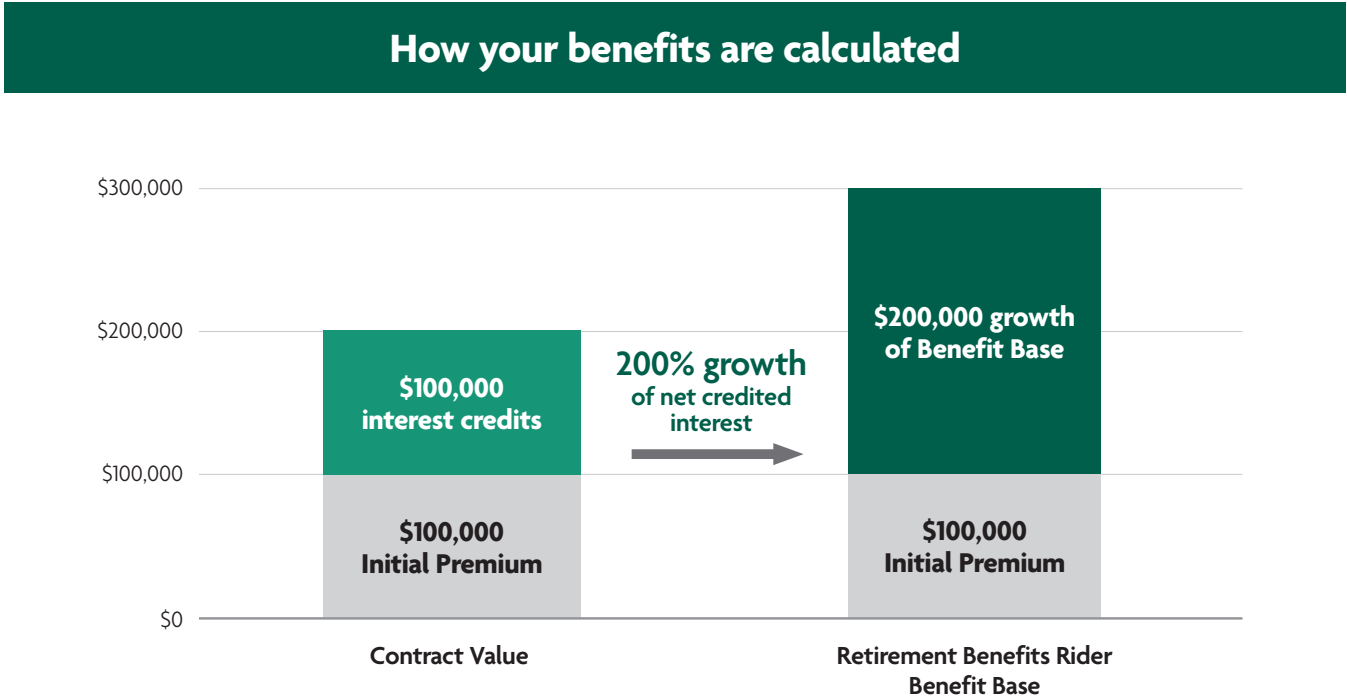 How your benefits are calculated
$300,000
$200,000
$100,000
$0
$100,000
interest credits
$100,000
Initial Premium
200% growth
of net credited
interest
$200,000 growth
of Benefit Base
$100,000
Initial Premium
Contract Value
Retirement Benefits Rider
Benefit Base